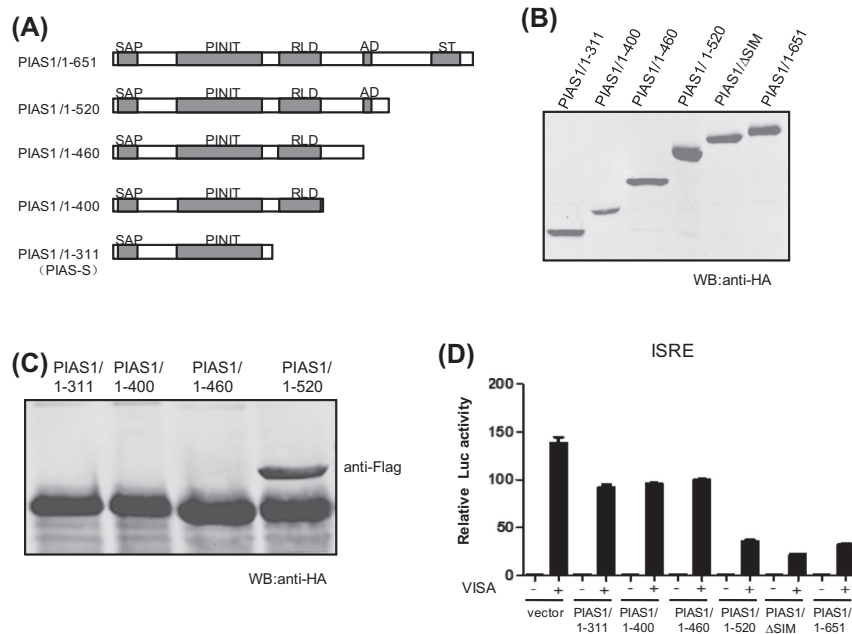 (A)
SAP PINIT RLD AD ST
PIAS1/1-651
SAP PINIT RLD AD
PIAS1/1-520
SAP PINIT RLD
PIAS1/1-460
SAP PINIT RLD
PIAS1/1-400
SAP PINIT
PIAS1/1-311
(PIAS-S)
(B)
PIAS1/1-311
PIAS1/1-400
PIAS1/1-460
PIAS1/ 1-520
PIAS1/ΔSIM
PIAS1/1-651
WB:anti-HA
(C)
PIAS1/ PIAS1/ PIAS1/ PIAS1/
1-311 1-400 1-460 1-520
anti-Flag
WB:anti-HA
(D)
ISRE
Relative Luc activity
200
150
100
50
0
VISA - + - + - + - + - + - + - +
vector PIAS1/ PIAS1/ PIAS1/ PIAS1/ PIAS1/ PIAS1/
1-311 1-400 1-460 1-520 ΔSIM 1-651